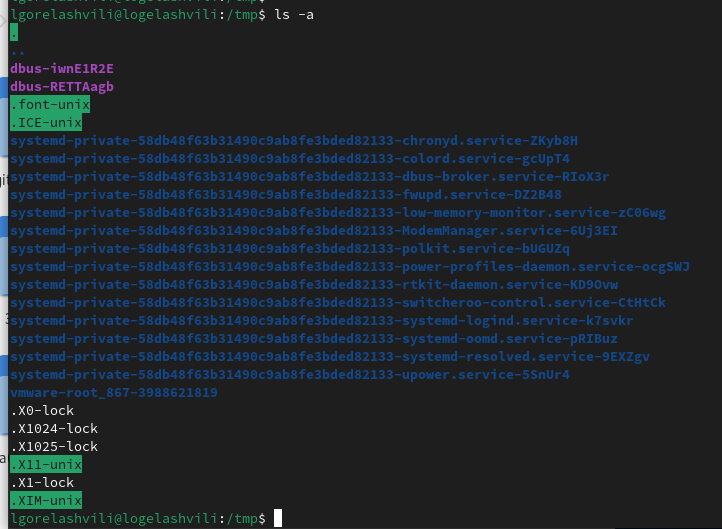 lgorelashvili@logelashvili:/tmp$ ls -a
.
..
dbus-iwnE1R2E
dbus-RETTAagb
.font-unix
.ICE-unix
systemd-private-58db48f63b31490c9ab8fe3bded82133-chronyd.service-ZKyb8H
systemd-private-58db48f63b31490c9ab8fe3bded82133-colord.service-gcUpT4
systemd-private-58db48f63b31490c9ab8fe3bded82133-dbus-broker.service-RIoX3r
systemd-private-58db48f63b31490c9ab8fe3bded82133-fwupd.service-DZ2B48
systemd-private-58db48f63b31490c9ab8fe3bded82133-low-memory-monitor.service-zC06wg
systemd-private-58db48f63b31490c9ab8fe3bded82133-ModemManager.service-6Uj3EI
systemd-private-58db48f63b31490c9ab8fe3bded82133-polkit.service-bUGUZq
systemd-private-58db48f63b31490c9ab8fe3bded82133-power-profiles-daemon.service-ocgSWJ
systemd-private-58db48f63b31490c9ab8fe3bded82133-rtkit-daemon.service-KD9Ovw
systemd-private-58db48f63b31490c9ab8fe3bded82133-switcheroo-control.service-CtHtCk
systemd-private-58db48f63b31490c9ab8fe3bded82133-systemd-logind.service-k7svkr
systemd-private-58db48f63b31490c9ab8fe3bded82133-systemd-oomd.service-pRIBuz
systemd-private-58db48f63b31490c9ab8fe3bded82133-systemd-resolved.service-9EXZgv
systemd-private-58db48f63b31490c9ab8fe3bded82133-upower.service-5SnUr4
vmware-root_867-3988621819
.X0-lock
.X1024-lock
.X1025-lock
.X11-unix
.X1-lock
.XIM-unix
lgorelashvili@logelashvili:/tmp$